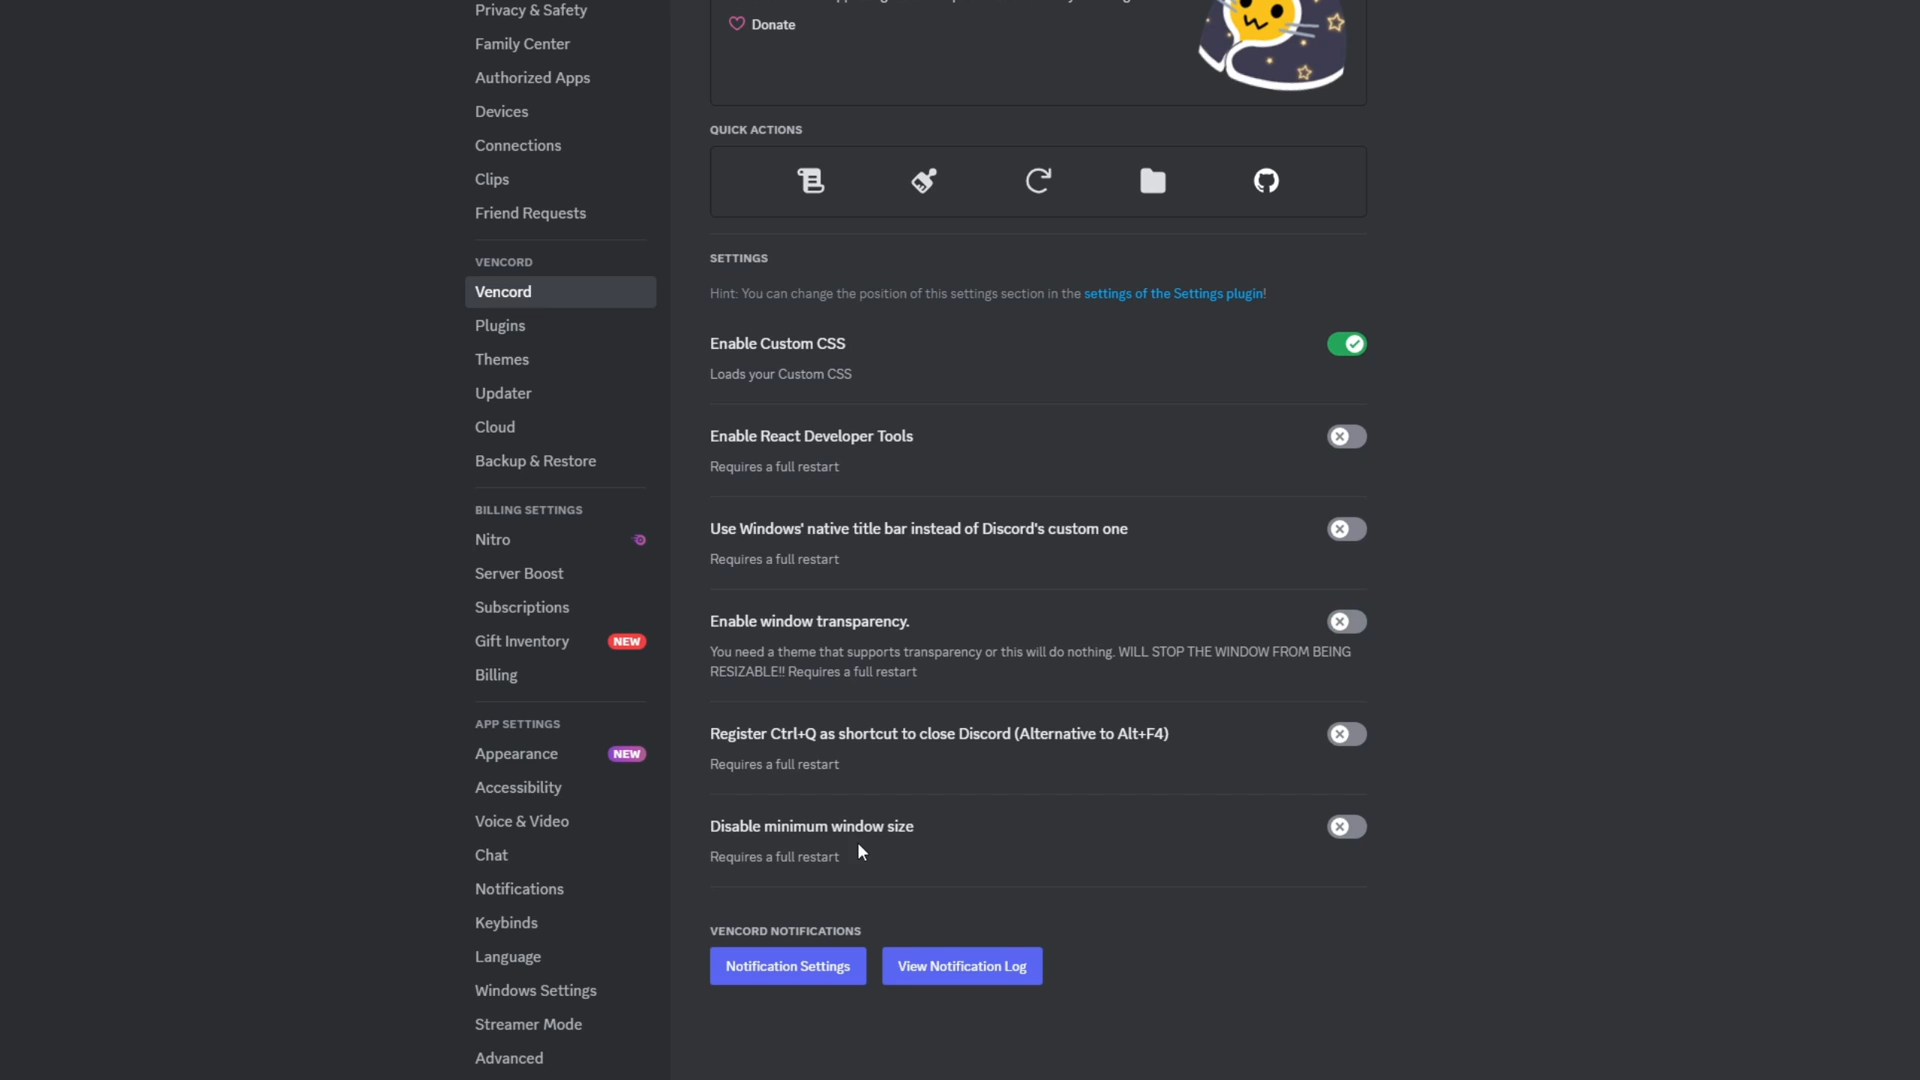 Privacy & Safety
Family Center
Authorized Apps
Devices
Connections
Clips
Friend Requests
VENCORD
Vencord
Plugins
Themes
Updater
Cloud
Backup & Restore
BILLING SETTINGS
Nitro
Server Boost
Subscriptions
Gift Inventory NEW
Billing
APP SETTINGS
Appearance NEW
Accessibility
Voice & Video
Chat
Notifications
Keybinds
Language
Windows Settings
Streamer Mode
Advanced
Donate
QUICK ACTIONS
SETTINGS
Hint: You can change the position of this settings section in the settings of the Settings plugin!
Enable Custom CSS
Loads your Custom CSS
Enable React Developer Tools
Requires a full restart
Use Windows' native title bar instead of Discord's custom one
Requires a full restart
Enable window transparency.
You need a theme that supports transparency or this will do nothing. WILL STOP THE WINDOW FROM BEING
RESIZABLE!! Requires a full restart
Register Ctrl+Q as shortcut to close Discord (Alternative to Alt+F4)
Requires a full restart
Disable minimum window size
Requires a full restart
VENCORD NOTIFICATIONS
Notification Settings
View Notification Log